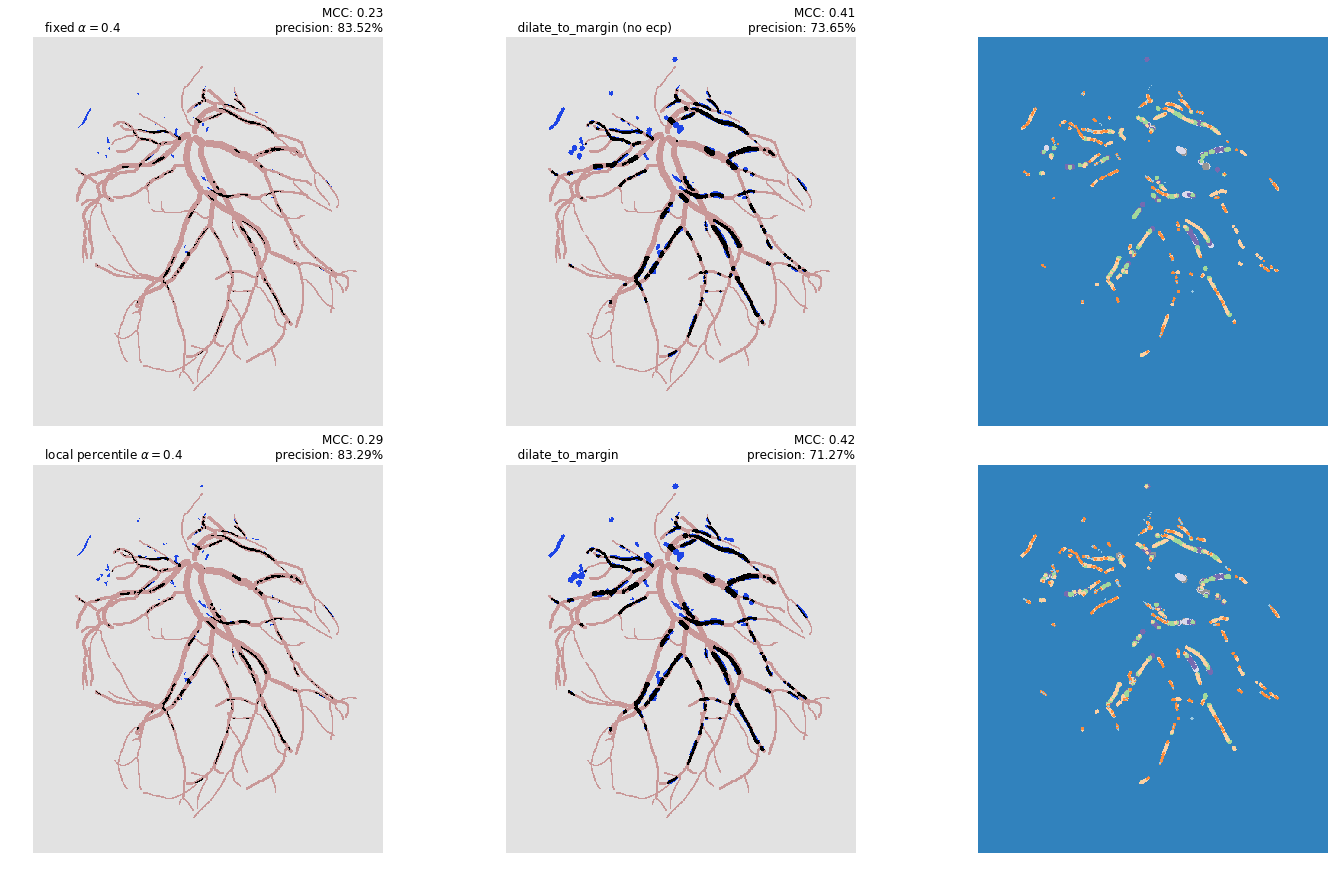 MCC: 0.23
fixed α = 0.4 precision: 83.52%
MCC: 0.41
dilate_to_margin (no ecp) precision: 73.65%
MCC: 0.29
local percentile α = 0.4 precision: 83.29%
MCC: 0.42
dilate_to_margin precision: 71.27%